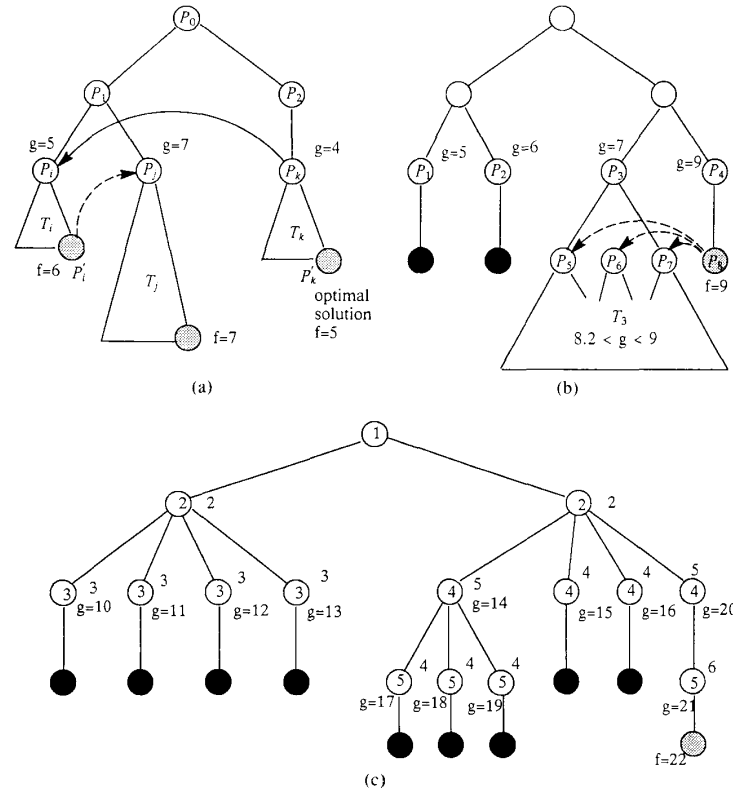 P0
P1
P2
g=5
g=7
g=4
Pi
Pj
Pk
Ti
Tk
f=6
P'i
P'k
Tj
optimal
solution
f=5
f=7
(a)
g=5
g=6
g=7
g=9
P1
P2
P3
P4
P5
P6
P7
f=9
T3
8.2 < g < 9
(b)
1
2 2
2 2
3 3
3 3
3 3
3 3
g=10
g=11
g=12
g=13
4 5
4 4
4 4
4 5
g=14
g=15
g=16
g=20
5 4
5 4
5 4
5 6
g=17
g=18
g=19
g=21
f=22
(c)